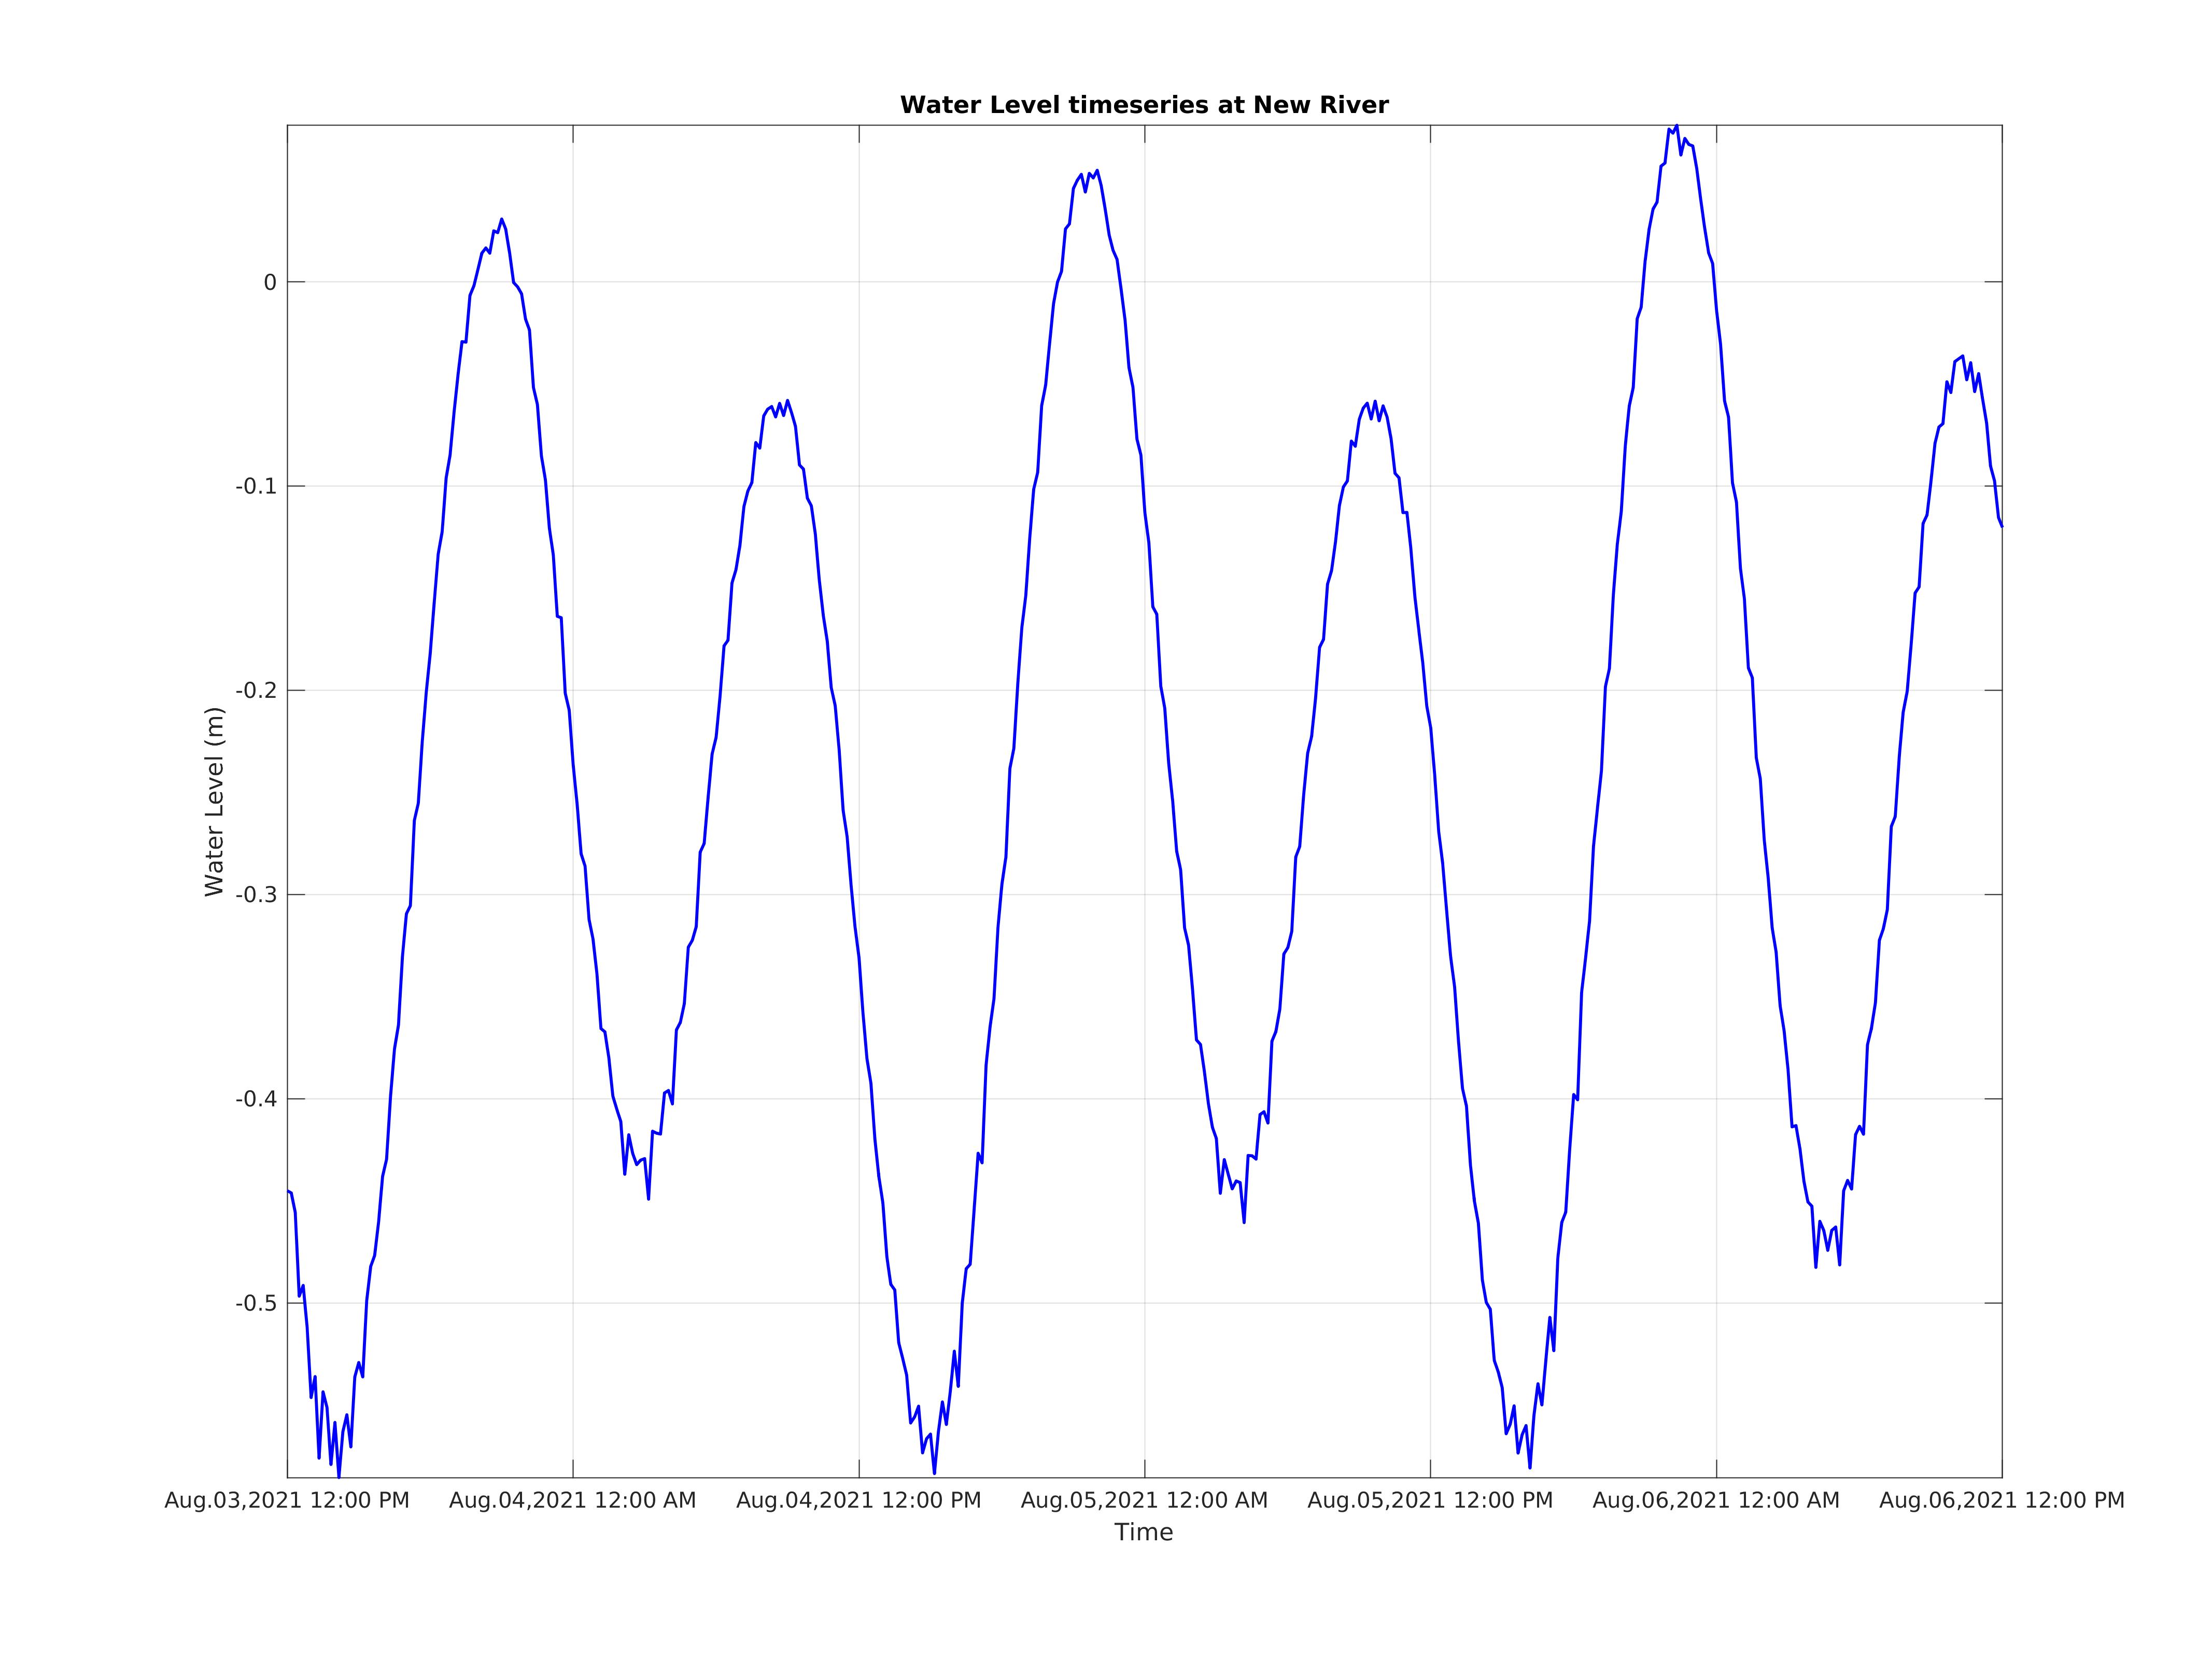 Water Level timeseries at New River
Water Level (m)
0
-0.1
-0.2
-0.3
-0.4
-0.5
Aug.03,2021 12:00 PM
Aug.04,2021 12:00 AM
Aug.04,2021 12:00 PM
Aug.05,2021 12:00 AM
Aug.05,2021 12:00 PM
Aug.06,2021 12:00 AM
Aug.06,2021 12:00 PM
Time